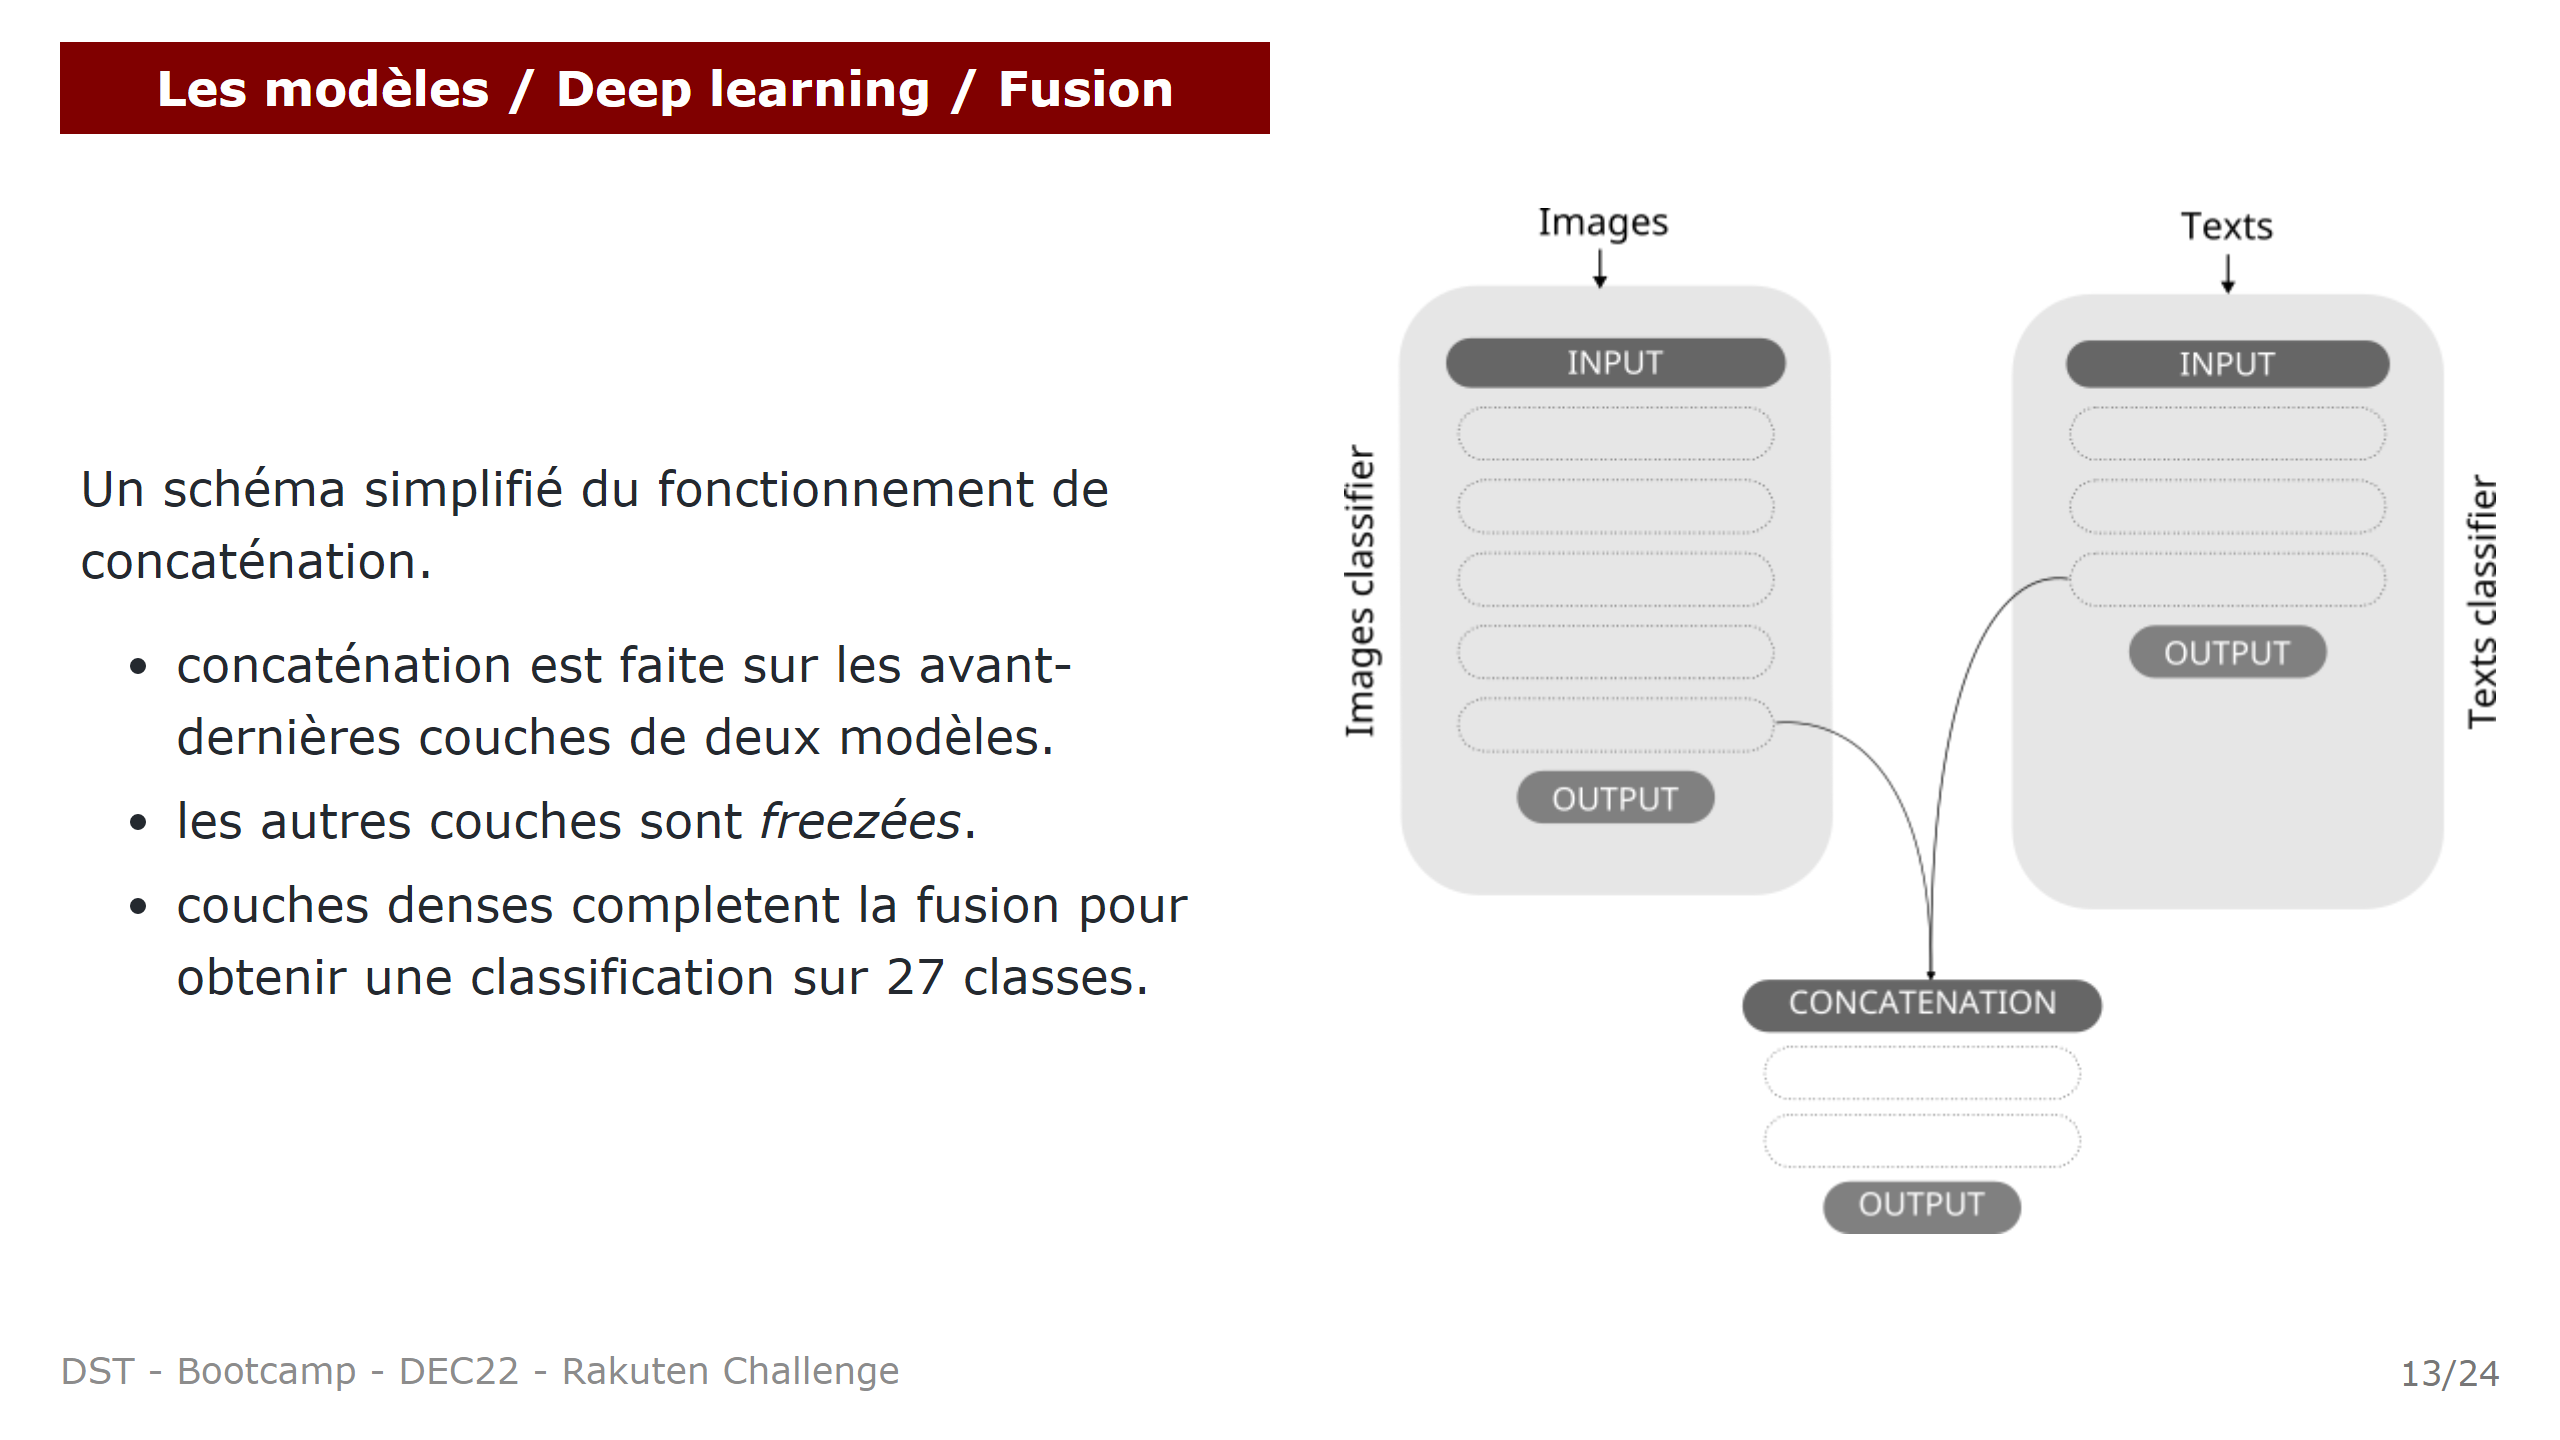 Les modèles / Deep learning / Fusion
Un schéma simplifié du fonctionnement de
concaténation.
• concaténation est faite sur les avant-
dernières couches de deux modèles.
• les autres couches sont freezées.
• couches denses completent la fusion pour
obtenir une classification sur 27 classes.
Images
INPUT
OUTPUT
Images classifier
Texts
INPUT
OUTPUT
Texts classifier
CONCATENATION
OUTPUT
DST - Bootcamp - DEC22 - Rakuten Challenge
13/24